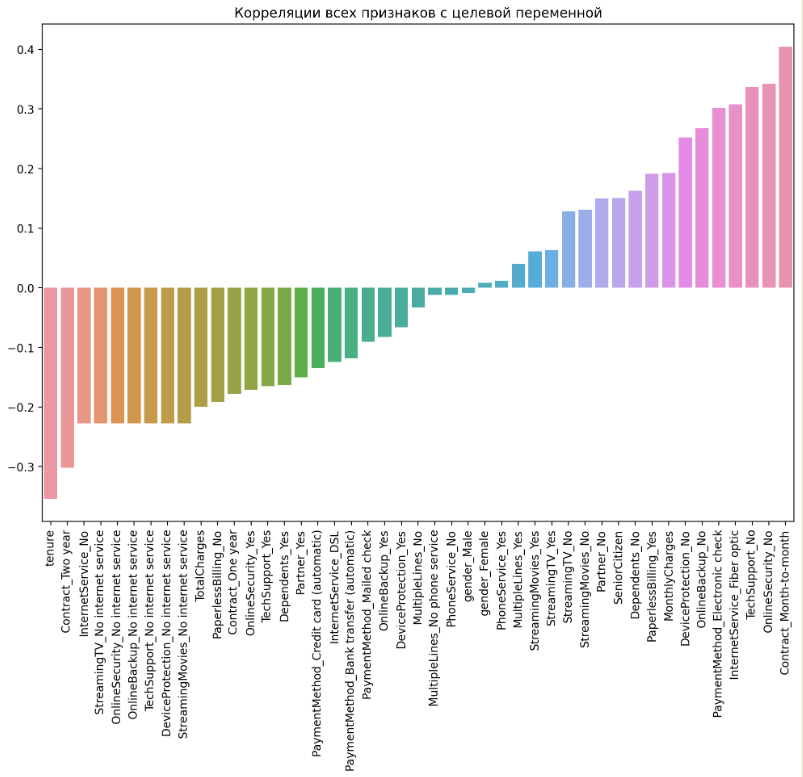 Корреляции всех признаков с целевой переменной
0.4
0.3
0.2
0.1
0.0
−0.1
−0.2
−0.3
tenure
Contract_Two year
InternetService_No
StreamingTV_No internet service
OnlineSecurity_No internet service
OnlineBackup_No internet service
TechSupport_No internet service
DeviceProtection_No internet service
StreamingMovies_No internet service
TotalCharges
PaperlessBilling_No
Contract_One year
OnlineSecurity_Yes
TechSupport_Yes
Dependents_Yes
Partner_Yes
PaymentMethod_Credit card (automatic)
InternetService_DSL
PaymentMethod_Bank transfer (automatic)
PaymentMethod_Mailed check
OnlineBackup_Yes
DeviceProtection_Yes
MultipleLines_No
MultipleLines_No phone service
PhoneService_No
gender_Male
gender_Female
PhoneService_Yes
MultipleLines_Yes
StreamingMovies_Yes
StreamingTV_Yes
StreamingTV_No
StreamingMovies_No
Partner_No
SeniorCitizen
Dependents_No
PaperlessBilling_Yes
MonthlyCharges
DeviceProtection_No
OnlineBackup_No
PaymentMethod_Electronic check
InternetService_Fiber optic
TechSupport_No
OnlineSecurity_No
Contract_Month-to-month